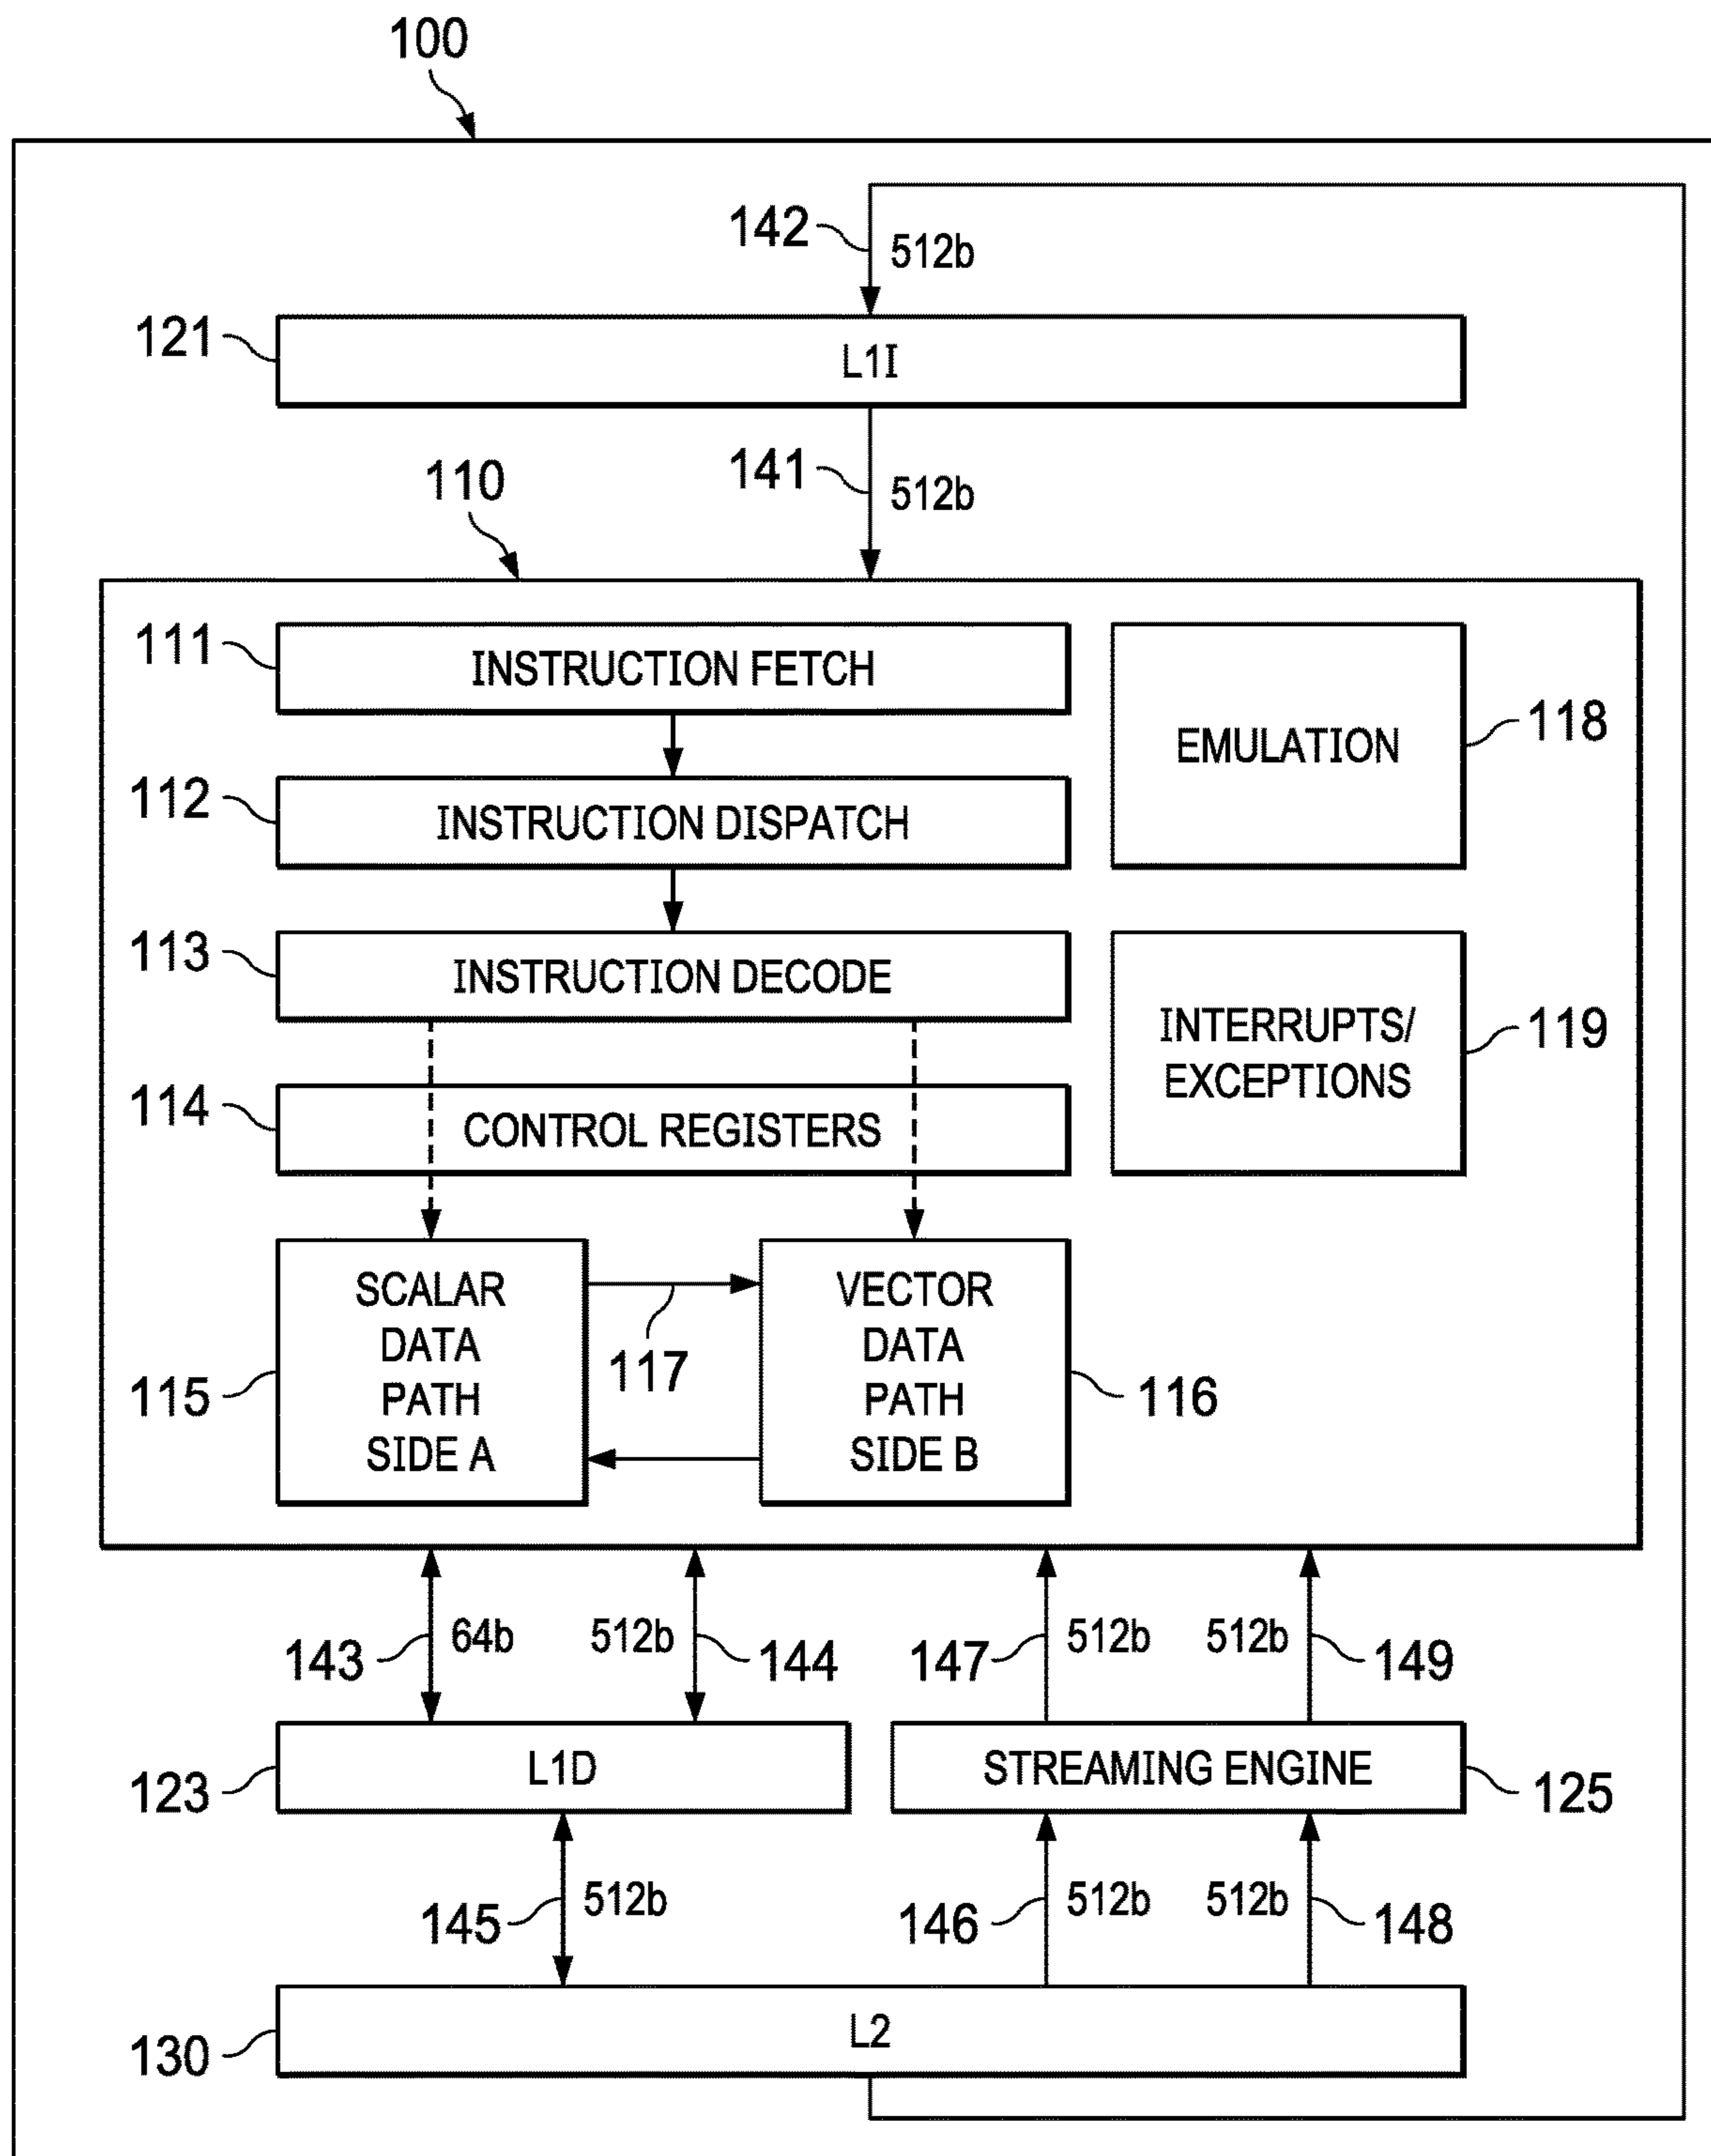 100
142
512b
121
L1I
141
512b
110
111
INSTRUCTION FETCH
EMULATION
118
112
INSTRUCTION DISPATCH
113
INSTRUCTION DECODE
INTERRUPTS/
EXCEPTIONS
119
114
CONTROL REGISTERS
SCALAR
DATA
PATH
SIDE A
115
117
VECTOR
DATA
PATH
SIDE B
116
143
64b
512b
144
147
512b
512b
149
123
L1D
STREAMING ENGINE
125
145
512b
146
512b
512b
148
130
L2